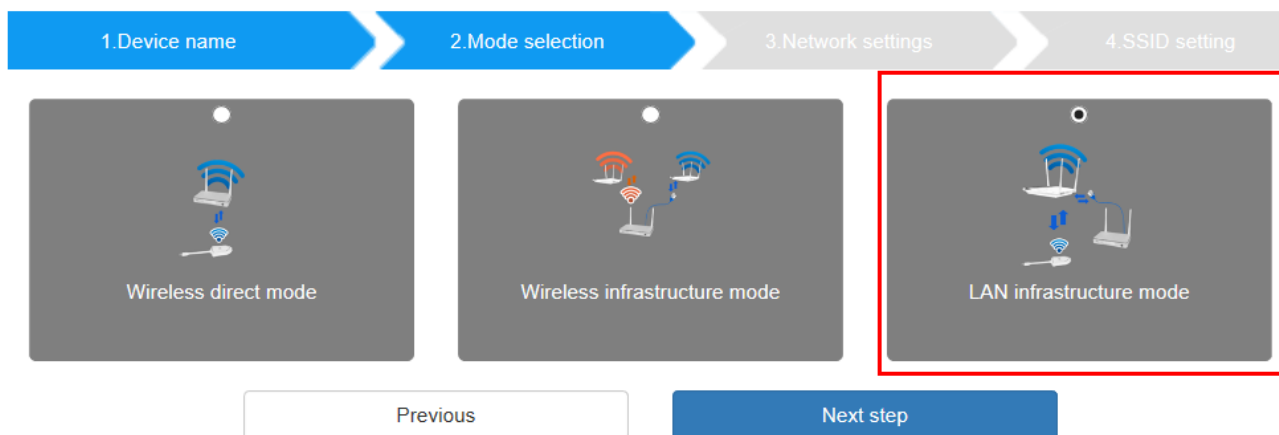 1.Device name
2.Mode selection
3.Network settings
4.SSID setting
Wireless direct mode
Wireless infrastructure mode
LAN infrastructure mode
Previous
Next step